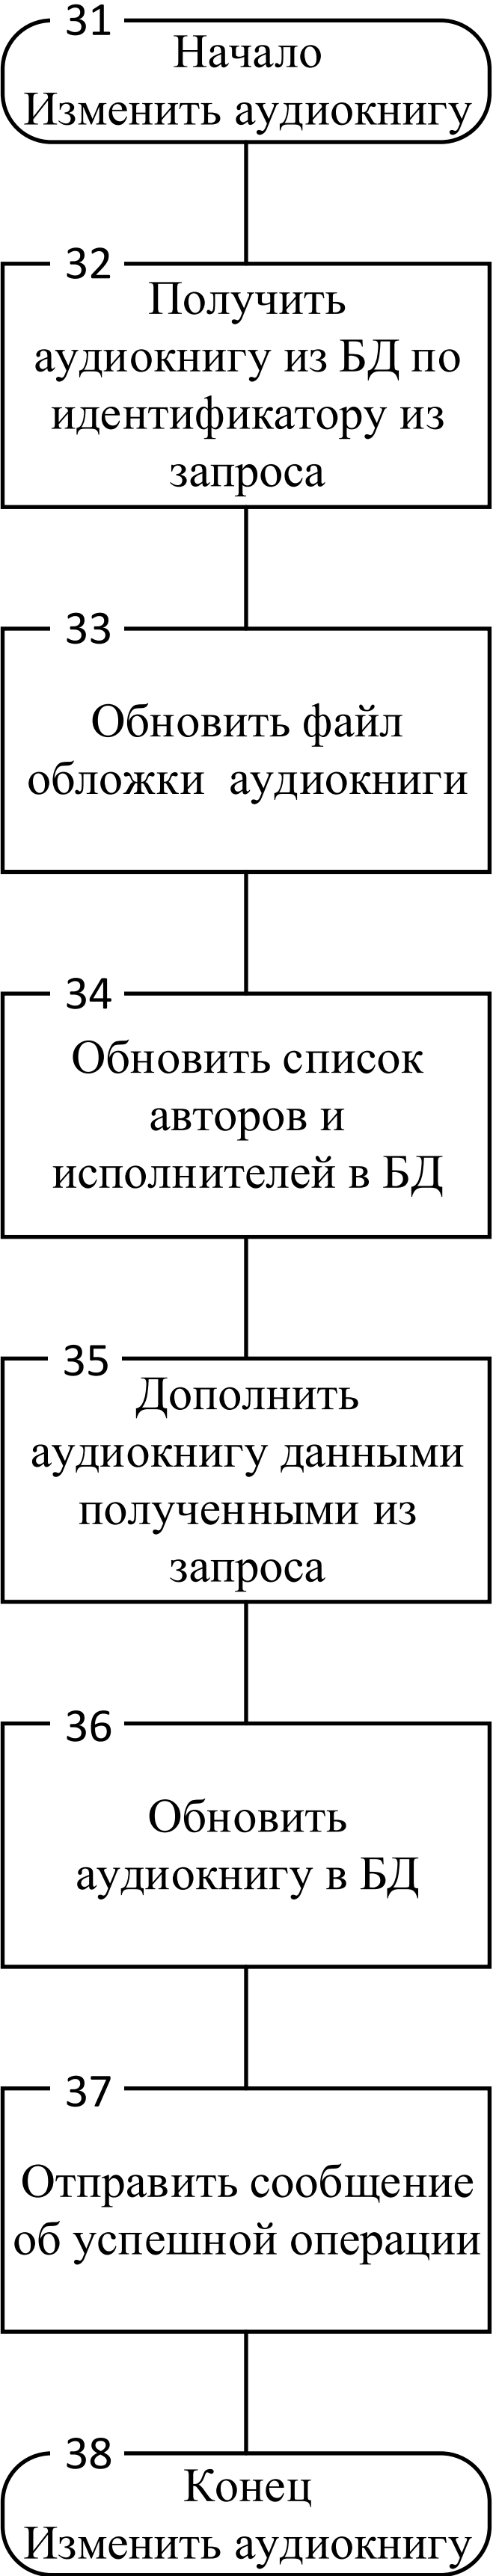 31
Начало
Изменить аудиокнигу
32
Получить
аудиокнигу из БД по
идентификатору из
запроса
33
Обновить файл
обложки  аудиокниги
34
Обновить список
авторов и
исполнителей в БД
35
Дополнить
аудиокнигу данными
полученными из
запроса
36
Обновить
аудиокнигу в БД
37
Отправить сообщение
об успешной операции
38
Конец
Изменить аудиокнигу